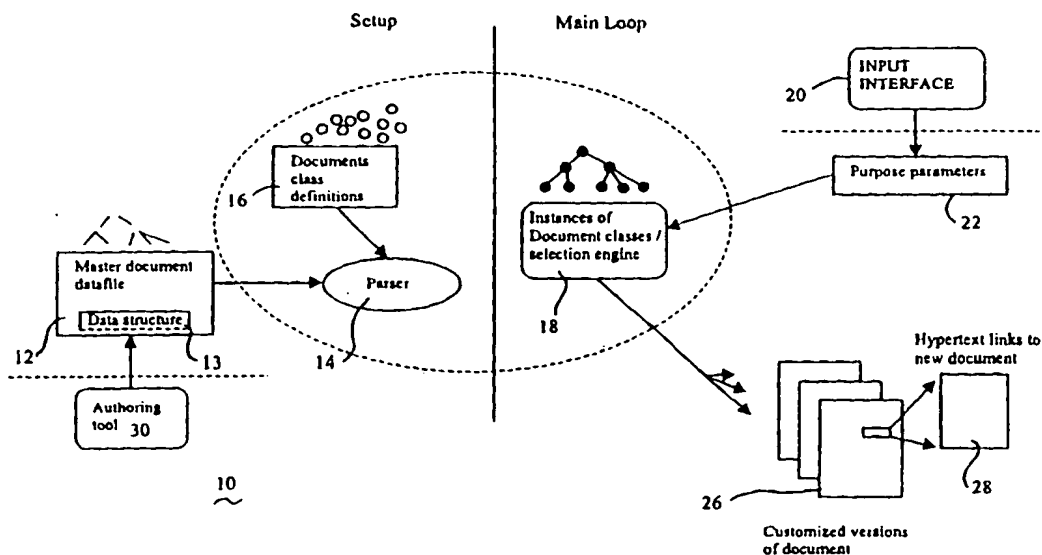 Setup
Main Loop
INPUT
INTERFACE
20
Documents
class
definitions
16
Purpose parameters
22
Instances of
Document classes /
selection engine
18
Master document
datafile
Data structure
12
13
Parser
14
Authoring
tool 30
Hypertext links to
new document
10
26
28
Customized versions
of document